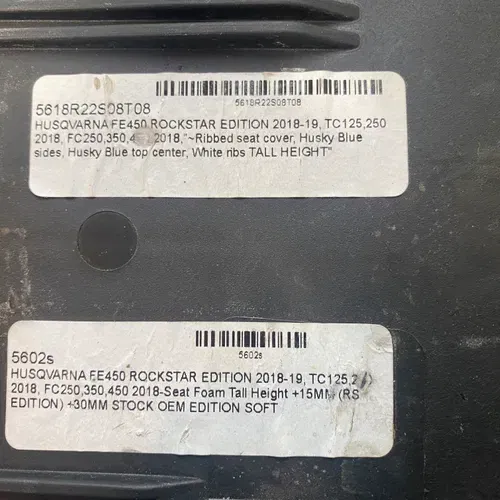 5618R22S08T08
5618R22S08T08
HUSQVARNA FE450 ROCKSTAR EDITION 2018-19, TC125,250
2018, FC250,350, 2018,"~Ribbed seat cover, Husky Blue
sides, Husky Blue top center, White ribs TALL HEIGHT"
5602s
5602s
HUSQVARNA FE450 ROCKSTAR EDITION 2018-19, TC125,
2018, FC250,350,450 2018-Seat Foam Tall Height +15MM (RS
EDITION) +30MM STOCK OEM EDITION SOFT